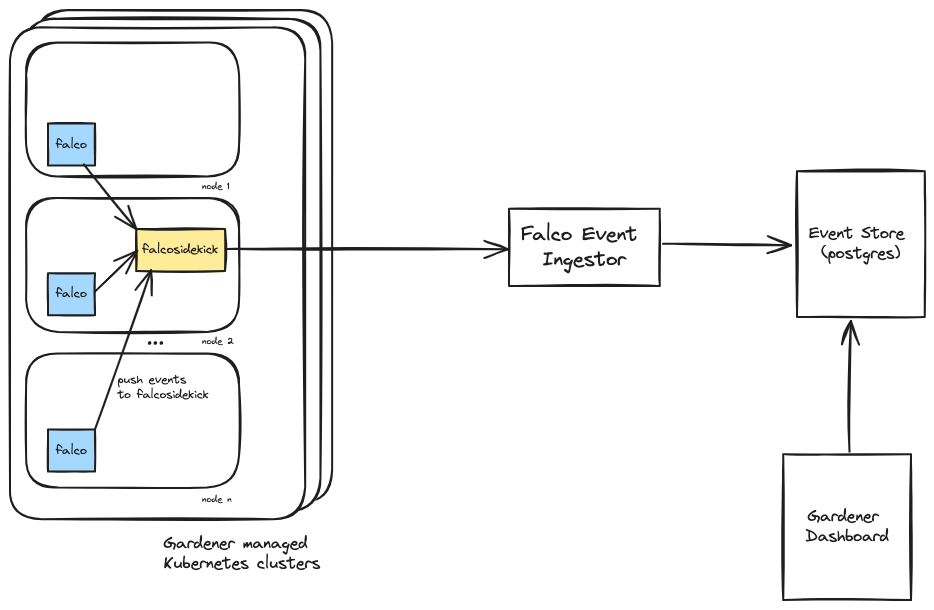 falco
node 1
falcosidekick
falco
node 2
...
push events
to falcosidekick
falco
node n
Gardener managed
Kubernetes clusters
Falco Event
Ingestor
Event Store
(postgres)
Gardener
Dashboard